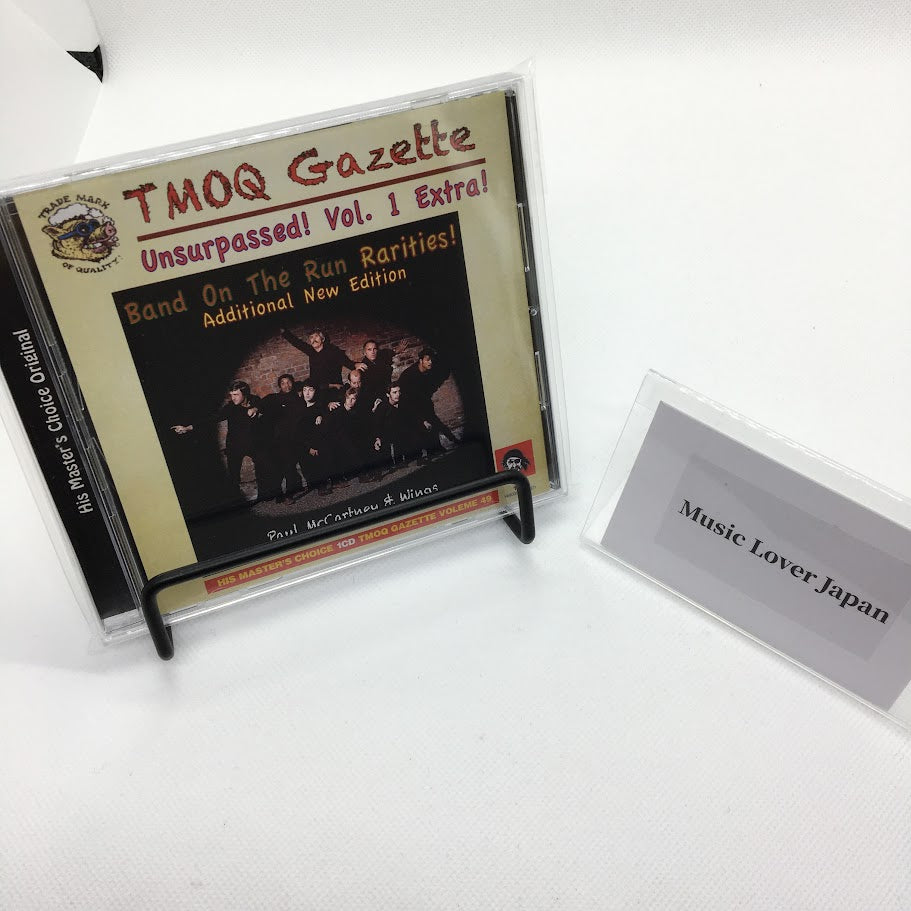 TRADE MARK
OF QUALITY!
TMOQ Gazette
Unsurpassed! Vol. 1 Extra!
Band On The Run Rarities!
Additional New Edition
Paul McCartney & Wings
HIS MASTER'S CHOICE 1CD TMOQ GAZETTE VOLEME 49
His Master's Choice Original
Music Lover Japan